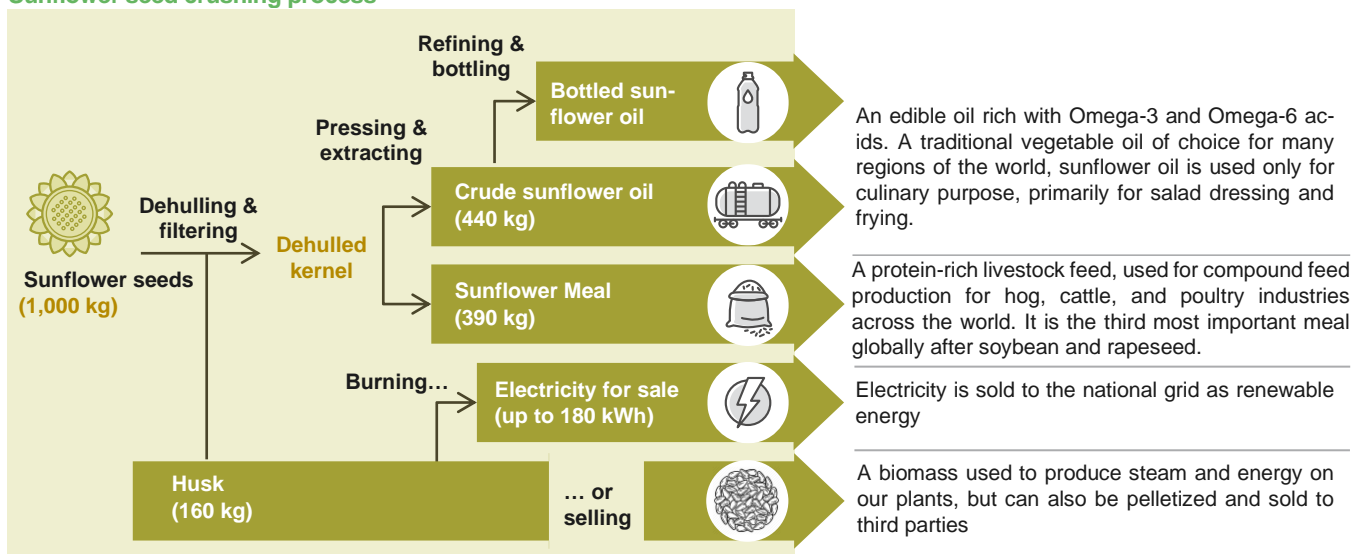 Sunflower seed crushing process
Refining &
bottling
Bottled sun-
flower oil
An edible oil rich with Omega-3 and Omega-6 ac-
ids. A traditional vegetable oil of choice for many
regions of the world, sunflower oil is used only for
culinary purpose, primarily for salad dressing and
frying.
Pressing &
extracting
Crude sunflower oil
(440 kg)
Dehulling &
filtering
Dehulled
kernel
Sunflower seeds
(1,000 kg)
Sunflower Meal
(390 kg)
A protein-rich livestock feed, used for compound feed
production for hog, cattle, and poultry industries
across the world. It is the third most important meal
globally after soybean and rapeseed.
Burning…
Electricity for sale
(up to 180 kWh)
Electricity is sold to the national grid as renewable
energy
Husk
(160 kg)
… or
selling
A biomass used to produce steam and energy on
our plants, but can also be pelletized and sold to
third parties